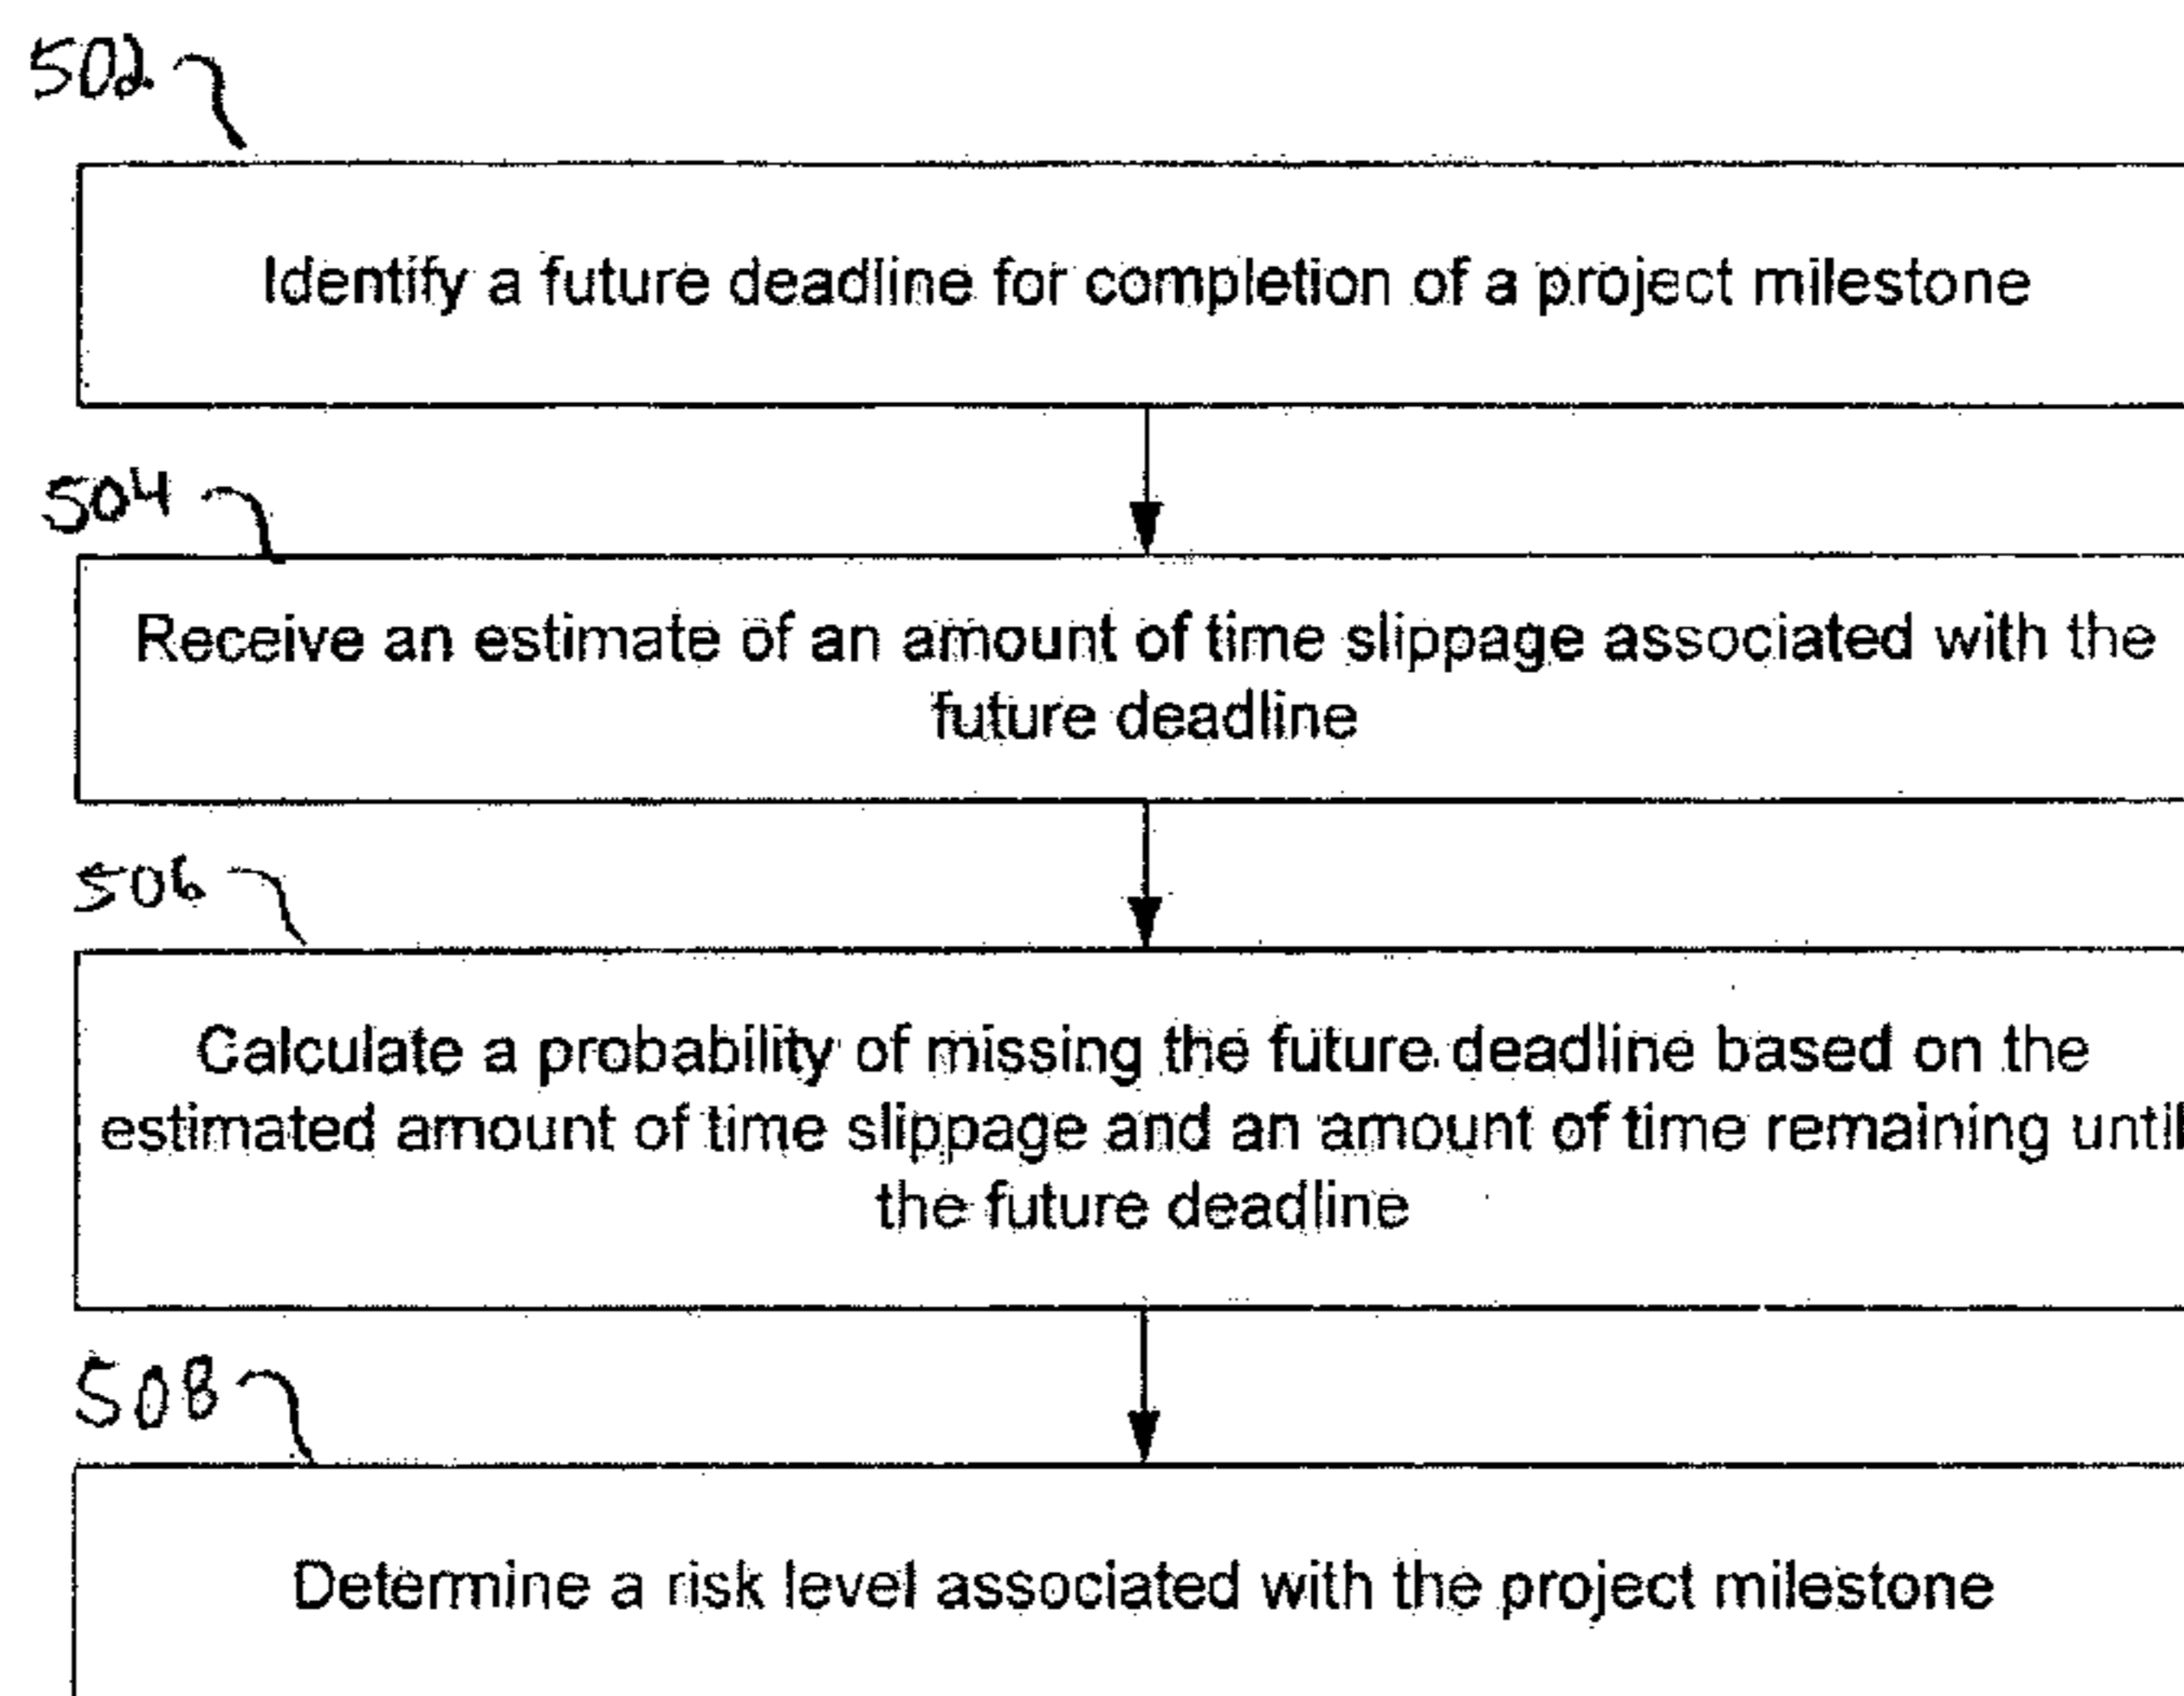 502
Identify a future deadline for completion of a project milestone
504
Receive an estimate of an amount of time slippage associated with the
future deadline
506
Calculate a probability of missing the future deadline based on the
estimated amount of time slippage and an amount of time remaining until
the future deadline
508
Determine a risk level associated with the project milestone